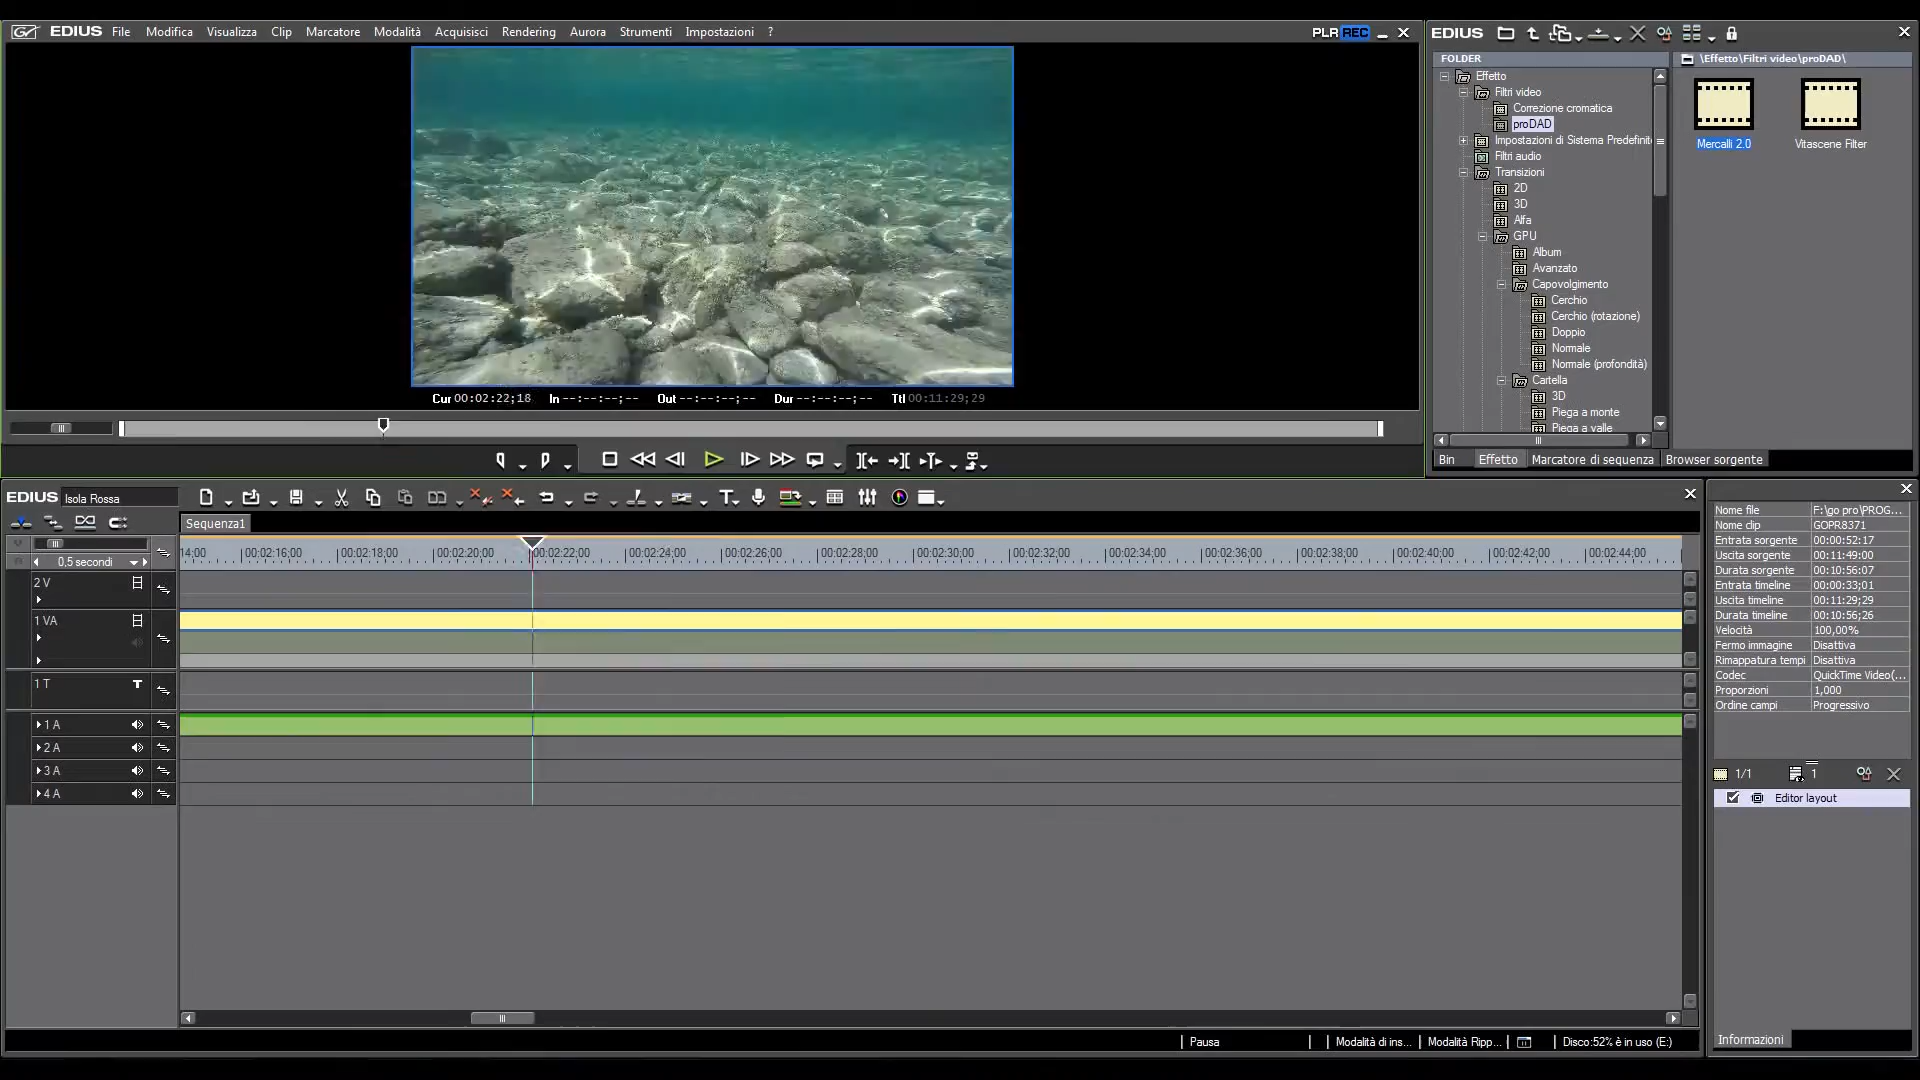 EDIUS File Modifica Visualizza Clip Marcatore Modalità Acquisisci Rendering Aurora Strumenti Impostazioni ? PLR REC
Cur 00:02:22;18 In --:--:--;-- Out --:--:--;-- Dur --:--:--;-- Ttl 00:11:29;29
EDIUS
FOLDER
Effetto
Filtri video
Correzione cromatica
proDAD
Impostazioni di Sistema Predefinit
Filtri audio
Transizioni
2D
3D
Alfa
GPU
Album
Avanzato
Capovolgimento
Cerchio
Cerchio (rotazione)
Doppio
Normale
Normale (profondità)
Cartella
3D
Piega a monte
Piega a valle
\Effetto\Filtri video\proDAD\
Mercalli 2.0 Vitascene Filter
Bin Effetto Marcatore di sequenza Browser sorgente
EDIUS Isola Rossa
Sequenza1
14;00 00:02:16;00 00:02:18;00 00:02:20;00 00:02:22;00 00:02:24;00 00:02:26;00 00:02:28;00 00:02:30;00 00:02:32;00 00:02:34;00 00:02:36;00 00:02:38;00 00:02:40;00 00:02:42;00 00:02:44;00
0,5 secondi
2 V
1 VA
1 T T
1 A
2 A
3 A
4 A
Nome file F:\go pro\PROG...
Nome clip GOPR8371
Entrata sorgente 00:00:52:17
Uscita sorgente 00:11:49:00
Durata sorgente 00:10:56:07
Entrata timeline 00:00:33;01
Uscita timeline 00:11:29;29
Durata timeline 00:10:56;26
Velocità 100,00%
Fermo immagine Disattiva
Rimappatura tempi Disattiva
Codec QuickTime Video(...
Proporzioni 1,000
Ordine campi Progressivo
1/1 1
Editor layout
Informazioni
Pausa Modalità di ins... Modalità Ripp... Disco:52% è in uso (E:)